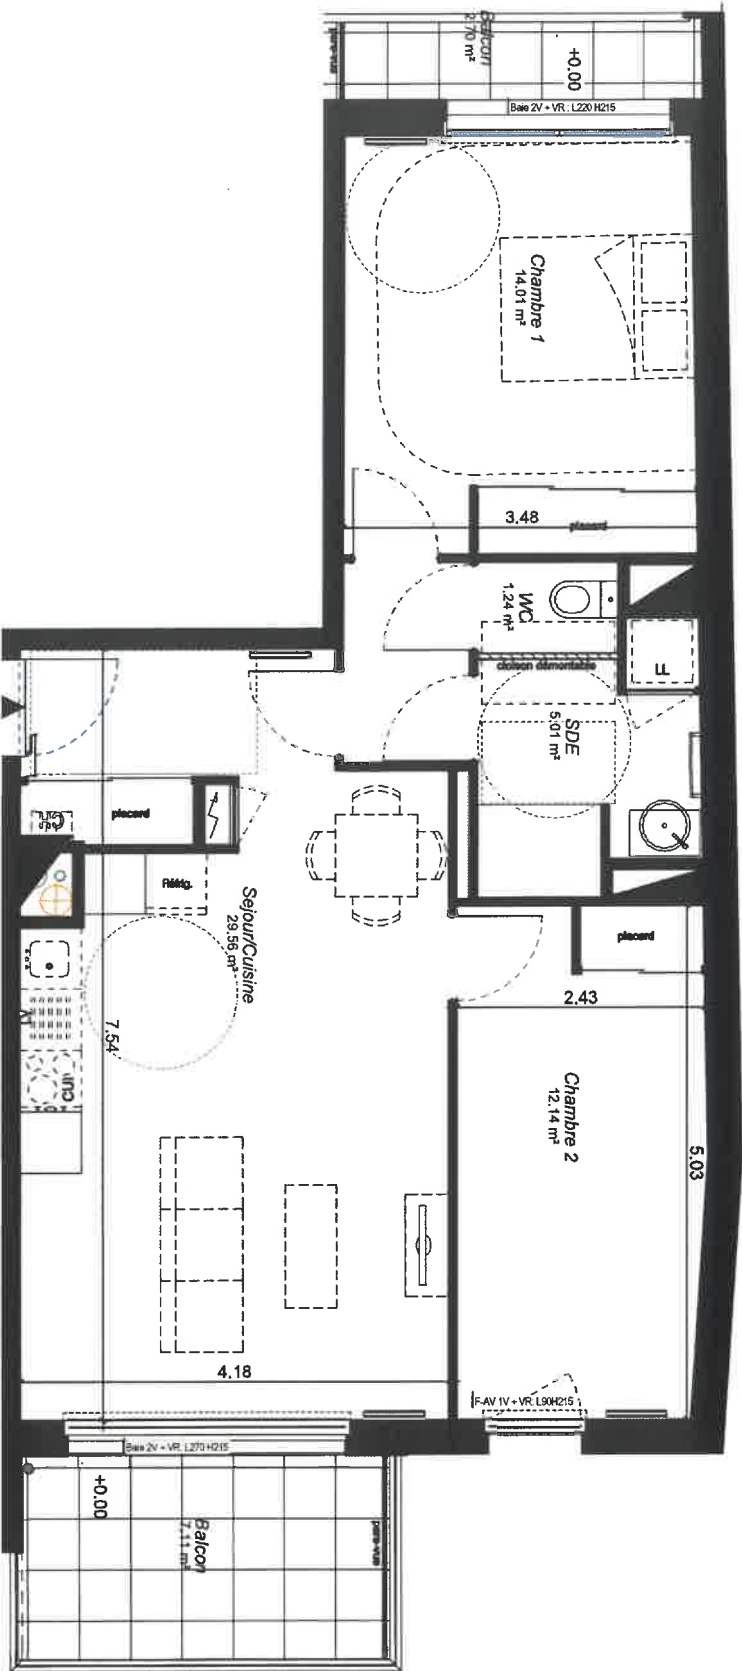 Balcon
2.70 m²
pare-vue
+0.00
Baie 2V + VR : L220 H215
Chambre 1
14.01 m²
3.48
placard
WC
1.24 m²
cloison démontable
LL
SDE
5.01 m²
placard
Réfrig.
Séjour/Cuisine
29.56 m²
placard
2.43
7.54
Chambre 2
12.14 m²
5.03
4.18
F-AV 1V + VR: L90H215
Baie 2V + VR: L270 H215
+0.00
Balcon
7.11 m²
pare-vue